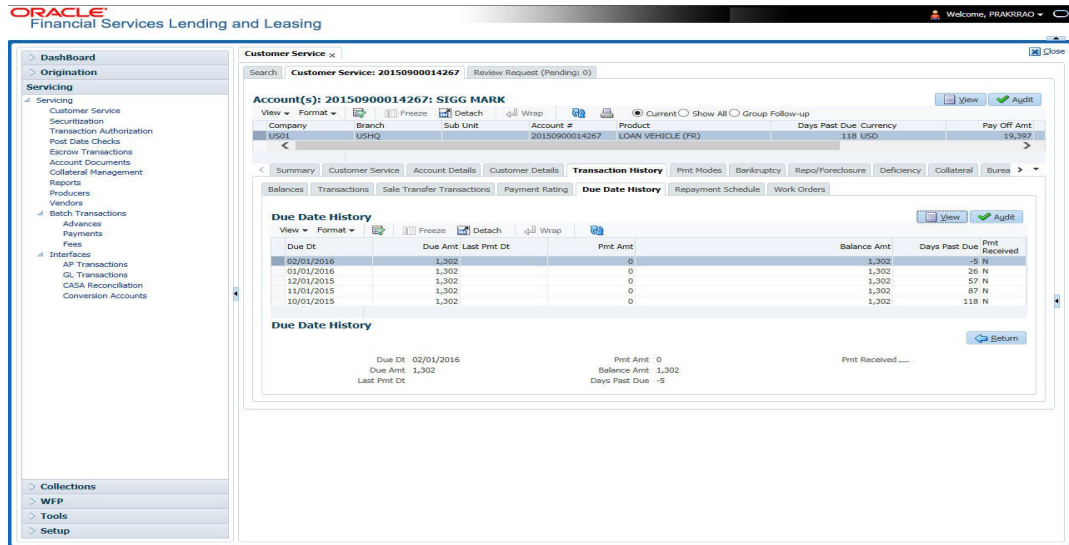 ORACLE
Financial Services Lending and Leasing
Welcome, PRAKRRAO
DashBoard
Origination
Servicing
Servicing
Customer Service
Securitization
Transaction Authorization
Post Date Checks
Escrow Transactions
Account Documents
Collateral Management
Reports
Producers
Vendors
Batch Transactions
Advances
Payments
Fees
Interfaces
AP Transactions
GL Transactions
CASA Reconciliation
Conversion Accounts
Collections
WFP
Tools
Setup
Customer Service x
Close
Search Customer Service: 20150900014267 Review Request (Pending: 0)
Account(s): 20150900014267: SIGG MARK
View Audit
View Format Freeze Detach Wrap Current Show All Group Follow-up
Company Branch Sub Unit Account # Product Days Past Due Currency Pay Off Amt
US01 USHQ 20150900014267 LOAN VEHICLE (FR) 118 USD 19,397
Summary Customer Service Account Details Customer Details Transaction History Pmt Modes Bankruptcy Repo/Foreclosure Deficiency Collateral Burea
Balances Transactions Sale Transfer Transactions Payment Rating Due Date History Repayment Schedule Work Orders
Due Date History
View Audit
View Format Freeze Detach Wrap
Due Dt Due Amt Last Pmt Dt Pmt Amt Balance Amt Days Past Due Pmt Received
02/01/2016 1,302 0 1,302 -5 N
01/01/2016 1,302 0 1,302 26 N
12/01/2015 1,302 0 1,302 57 N
11/01/2015 1,302 0 1,302 87 N
10/01/2015 1,302 0 1,302 118 N
Due Date History
Return
Due Dt 02/01/2016 Pmt Amt 0 Pmt Received
Due Amt 1,302 Balance Amt 1,302
Last Pmt Dt Days Past Due -5